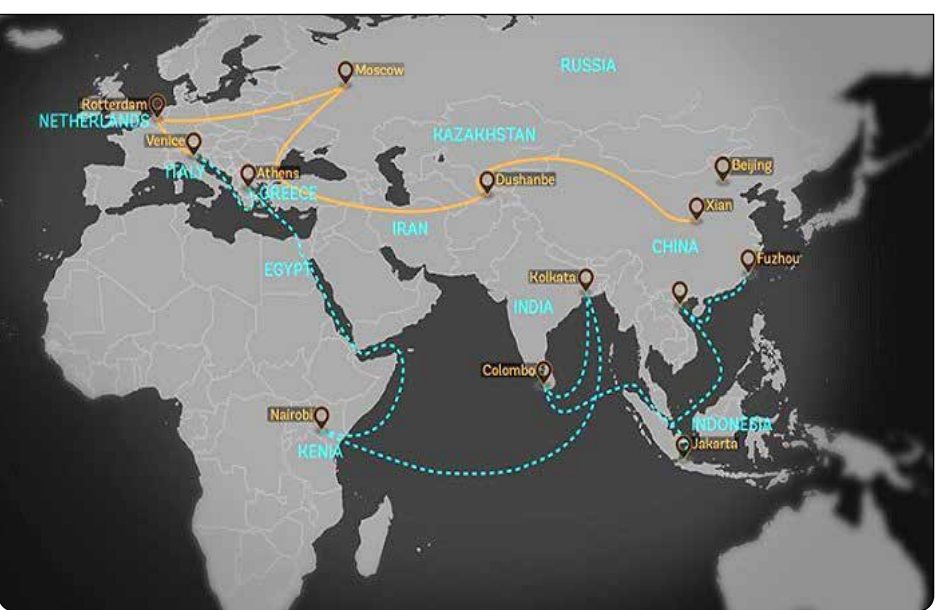 Moscow
RUSSIA
Rotterdam
NETHERLANDS
KAZAKHSTAN
Venice
ITALY
Athens
GREECE
Dushanbe
Beijing
Xian
IRAN
CHINA
EGYPT
Kolkata
Fuzhou
INDIA
Colombo
Nairobi
KENIA
INDONESIA
Jakarta